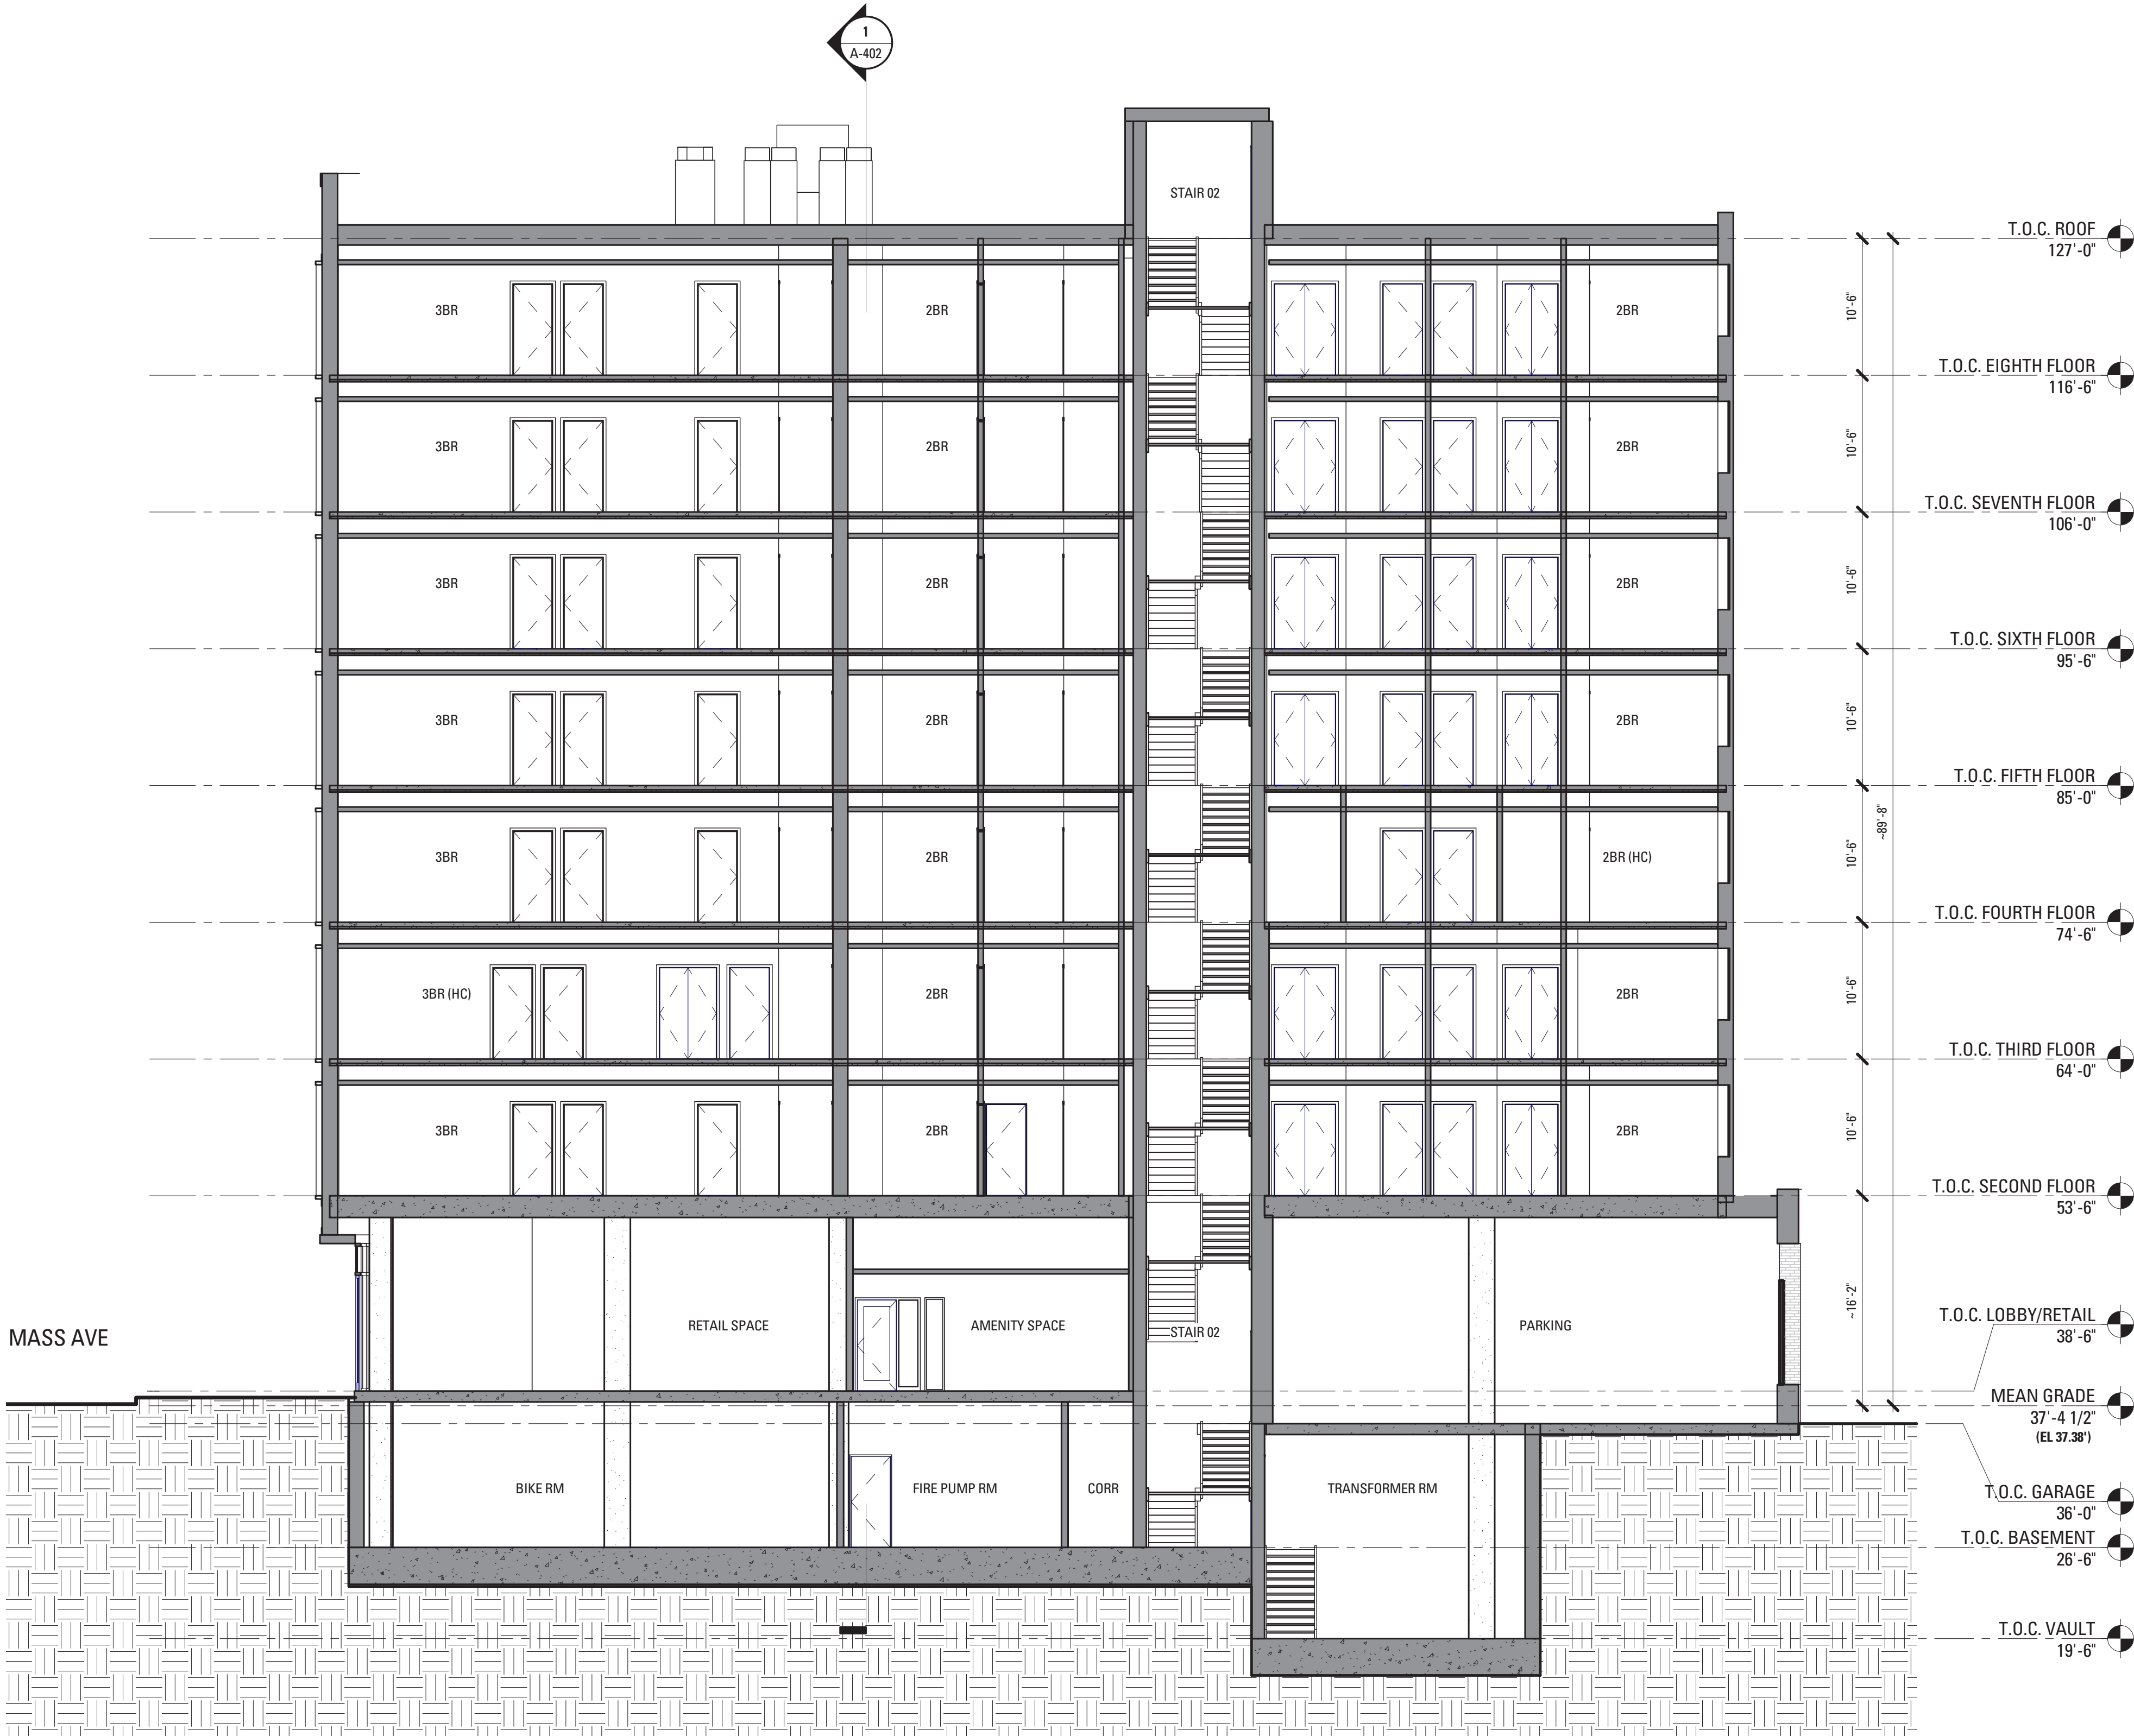 1
A-402
STAIR 02
T.O.C. ROOF
127'-0"
3BR
2BR
2BR
10'-6"
T.O.C. EIGHTH FLOOR
116'-6"
3BR
2BR
2BR
10'-6"
T.O.C. SEVENTH FLOOR
106'-0"
3BR
2BR
2BR
10'-6"
T.O.C. SIXTH FLOOR
95'-6"
3BR
2BR
2BR
10'-6"
T.O.C. FIFTH FLOOR
85'-0"
~89'-8"
3BR
2BR
2BR (HC)
10'-6"
T.O.C. FOURTH FLOOR
74'-6"
3BR (HC)
2BR
2BR
10'-6"
T.O.C. THIRD FLOOR
64'-0"
3BR
2BR
2BR
10'-6"
T.O.C. SECOND FLOOR
53'-6"
~16'-2"
MASS AVE
RETAIL SPACE
AMENITY SPACE
STAIR 02
PARKING
T.O.C. LOBBY/RETAIL
38'-6"
MEAN GRADE
37'-4 1/2"
(EL 37.38')
BIKE RM
FIRE PUMP RM
CORR
TRANSFORMER RM
T.O.C. GARAGE
36'-0"
T.O.C. BASEMENT
26'-6"
T.O.C. VAULT
19'-6"